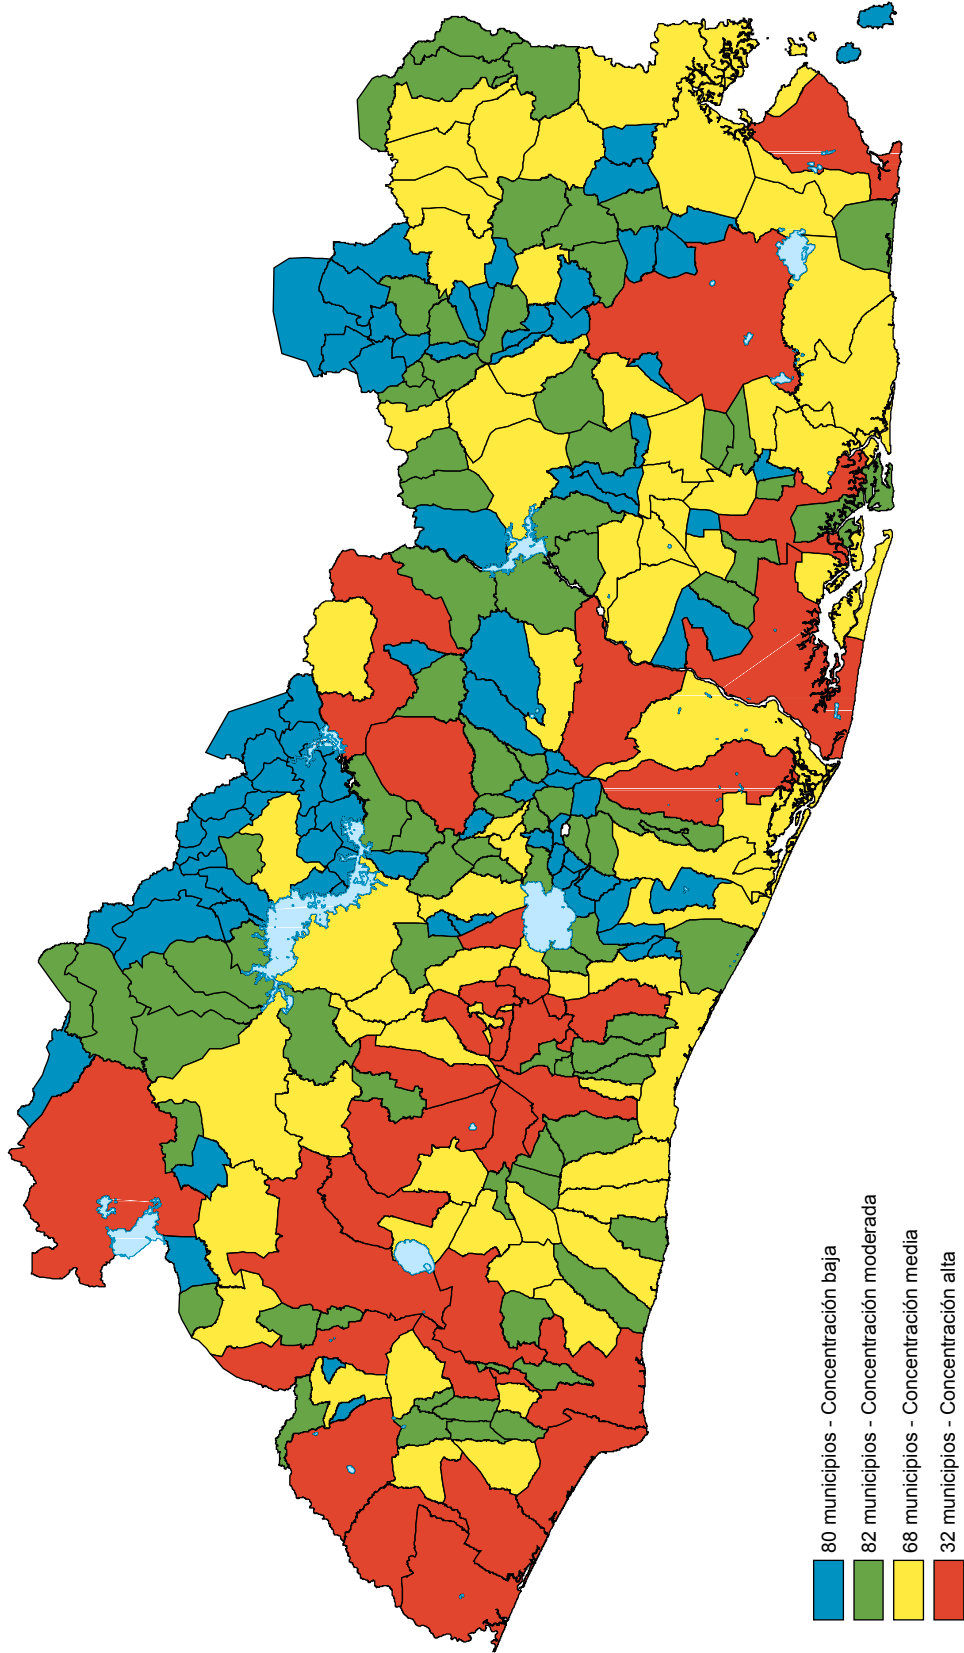 80 municipios - Concentración baja
82 municipios - Concentración moderada
68 municipios - Concentración media
32 municipios - Concentración alta